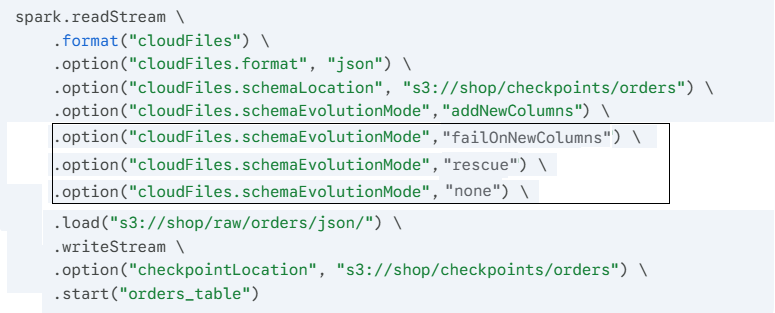 spark.readStream \
.format("cloudFiles") \
.option("cloudFiles.format", "json") \
.option("cloudFiles.schemaLocation", "s3://shop/checkpoints/orders") \
.option("cloudFiles.schemaEvolutionMode","addNewColumns") \
.option("cloudFiles.schemaEvolutionMode","failOnNewColumns") \
.option("cloudFiles.schemaEvolutionMode","rescue") \
.option("cloudFiles.schemaEvolutionMode","none") \
.load("s3://shop/raw/orders/json/") \
.writeStream \
.option("checkpointLocation", "s3://shop/checkpoints/orders") \
.start("orders_table")